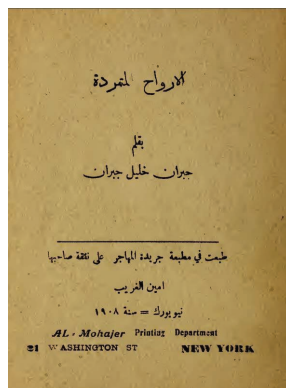 الارواح المتمردة
بقلم
جبران خليل جبران
طبعت في مطبعة جريدة المهاجر على نفقة صاحبها
امين الغريب
نيويورك = سنة ١٩٠٨
AL-Mohajer Printing Department
21 WASHINGTON ST NEW YORK